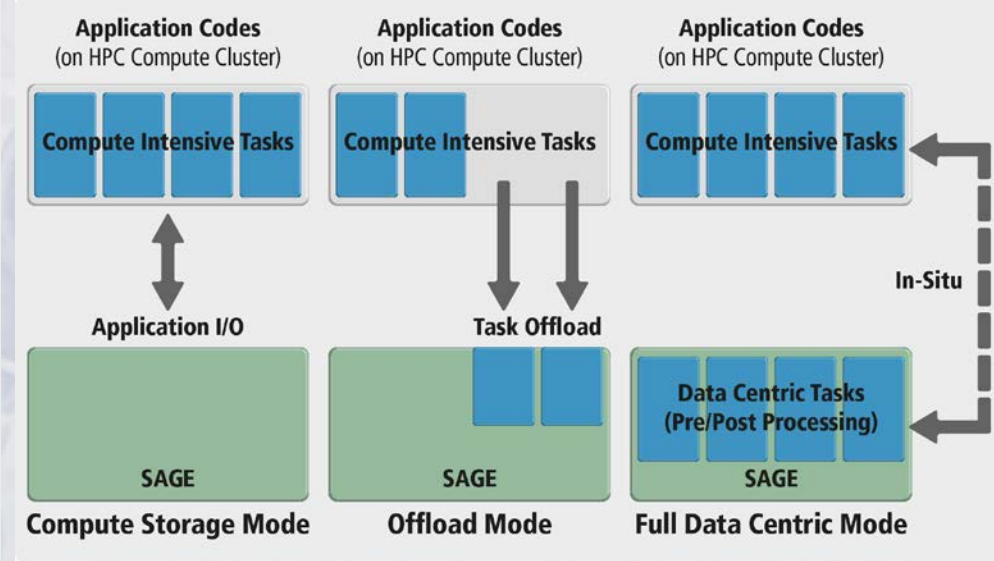 Application Codes
(on HPC Compute Cluster)
Compute Intensive Tasks
Application I/O
SAGE
Compute Storage Mode
Application Codes
(on HPC Compute Cluster)
Compute Intensive Tasks
Task Offload
SAGE
Offload Mode
Application Codes
(on HPC Compute Cluster)
Compute Intensive Tasks
In-Situ
Data Centric Tasks
(Pre/Post Processing)
SAGE
Full Data Centric Mode